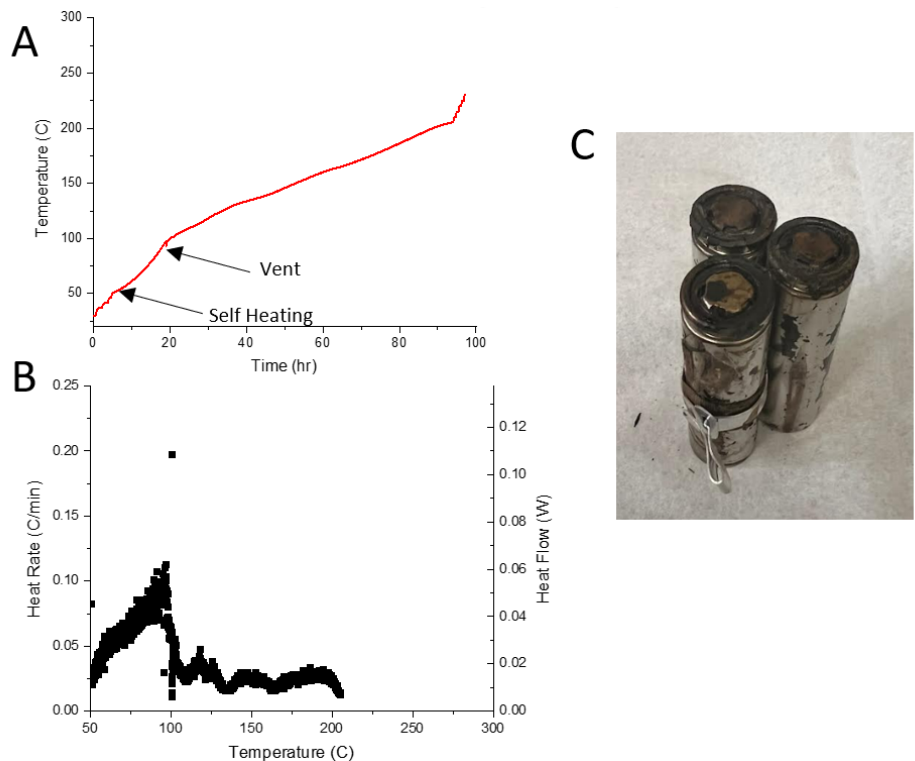 A
300
250
200
150
100
50
Temperature (C)
Vent
Self Heating
0 20 40 60 80 100
Time (hr)
B
0.25
0.20
0.15
0.10
0.05
0.00
Heat Rate (C/min)
0.12
0.10
0.08
0.06
0.04
0.02
0.00
Heat Flow (W)
50 100 150 200 250 300
Temperature (C)
C